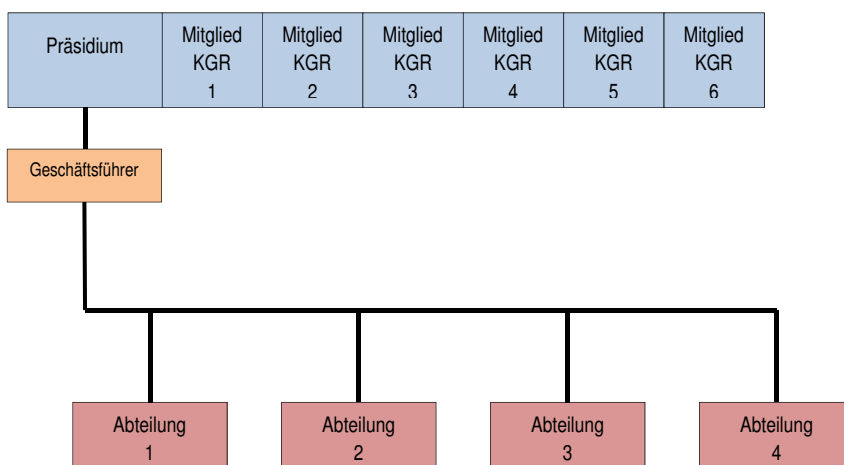 Präsidium
Mitglied
KGR
1
Mitglied
KGR
2
Mitglied
KGR
3
Mitglied
KGR
4
Mitglied
KGR
5
Mitglied
KGR
6
Geschäftsführer
Abteilung
1
Abteilung
2
Abteilung
3
Abteilung
4